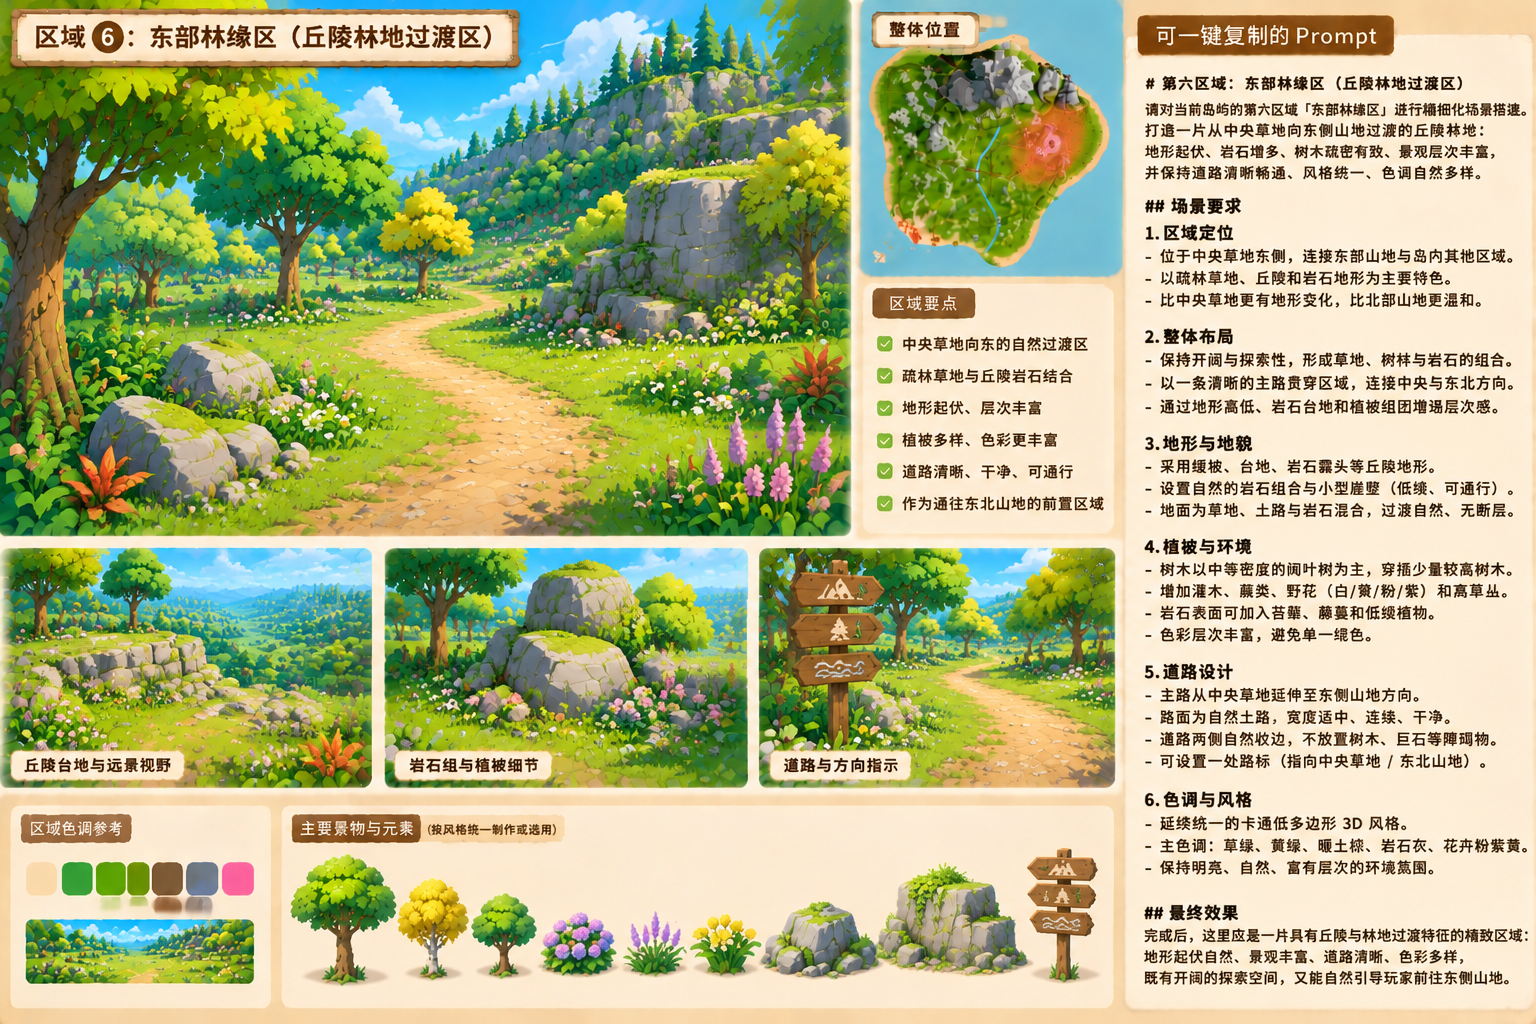 区域 6：东部林缘区（丘陵林地过渡区）
整体位置
区域要点
中央草地向东的自然过渡区
疏林草地与丘陵岩石结合
地形起伏、层次丰富
植被多样、色彩更丰富
道路清晰、干净、可通行
作为通往东北山地的前置区域
丘陵台地与远景视野
岩石组与植被细节
道路与方向指示
区域色调参考
主要景物与元素（按风格统一制作或选用）
可一键复制的 Prompt
# 第六区域：东部林缘区（丘陵林地过渡区）
请对当前岛屿的第六区域「东部林缘区」进行精细化场景搭建。
打造一片从中央草地向东侧山地过渡的丘陵林地：
地形起伏、岩石增多、树木疏密有致、景观层次丰富，
并保持道路清晰畅通、风格统一、色调自然多样。
## 场景要求
1. 区域定位
- 位于中央草地东侧，连接东部山地与岛内其他区域。
- 以疏林草地、丘陵和岩石地形为主要特色。
- 比中央草地更有地形变化，比北部山地更温和。
2. 整体布局
- 保持开阔与探索性，形成草地、树林与岩石的组合。
- 以一条清晰的主路贯穿区域，连接中央与东北方向。
- 通过地形高低、岩石台地和植被组团增强层次感。
3. 地形与地貌
- 采用缓坡、台地、岩石露头等丘陵地形。
- 设置自然的岩石组合与小型崖壁（低缓、可通行）。
- 地面为草地、土路与岩石混合，过渡自然、无断层。
4. 植被与环境
- 树木以中等密度的阔叶树为主，穿插少量较高树木。
- 增加灌木、蕨类、野花（白/黄/粉/紫）和高草丛。
- 岩石表面可加入苔藓、藤蔓和低矮植物。
- 色彩层次丰富，避免单一绿色。
5. 道路设计
- 主路从中央草地延伸至东侧山地方向。
- 路面为自然土路，宽度适中、连续、干净。
- 道路两侧自然收边，不放置树木、巨石等障碍物。
- 可设置一处路标（指向中央草地 / 东北山地）。
6. 色调与风格
- 延续统一的卡通低多边形 3D 风格。
- 主色调：草绿、黄绿、暖土棕、岩石灰、花卉粉紫黄。
- 保持明亮、自然、富有层次的环境氛围。
## 最终效果
完成后，这里应是一片具有丘陵与林地过渡特征的精致区域：
地形起伏自然、景观丰富、道路清晰、色彩多样，
既有开阔的探索空间，又能自然引导玩家前往东侧山地。